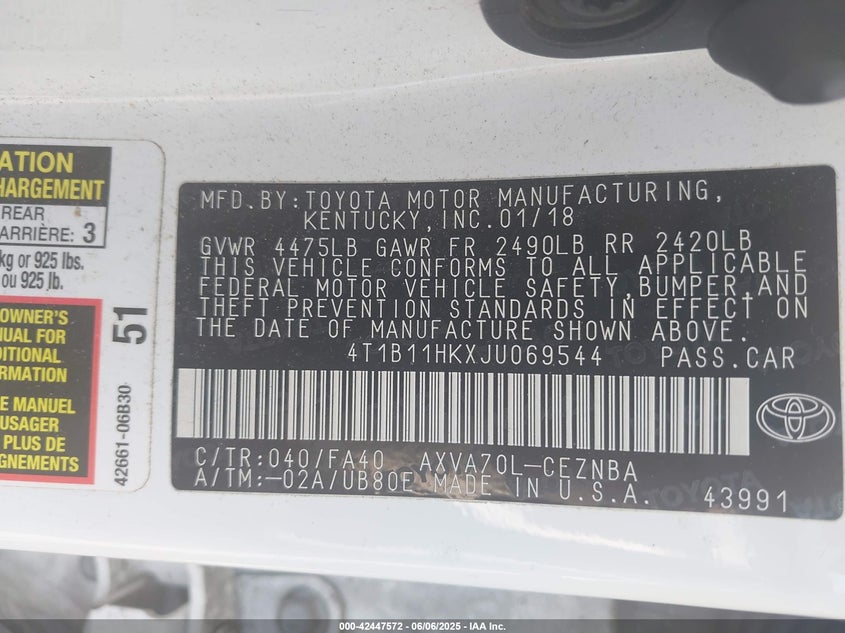 ATION
HARGEMENT
REAR
ARRIÈRE: 3
kg or 925 lbs.
ou 925 lb.
OWNER'S
NUAL FOR
DITIONAL
ORMATION
E MANUEL
USAGER
PLUS DE
51
42661-06B30
MFD.BY:TOYOTA MOTOR MANUFACTURING,
KENTUCKY,INC.01/18
GVWR 4475LB GAWR FR 2490LB RR 2420LB
THIS VEHICLE CONFORMS TO ALL APPLICABLE
FEDERAL MOTOR VEHICLE SAFETY,BUMPER,AND
THEFT PREVENTION STANDARDS IN EFFECT ON
THE DATE OF MANUFACTURE SHOWN ABOVE.
4T1B11HKXJU069544 PASS.CAR
C/TR:040/FA40 AXVA70L-CEZNBA
A/TM:-02A/UB80E MADE IN U.S.A. 43991
000-42447572 | 06/06/2025 - IAA Inc.